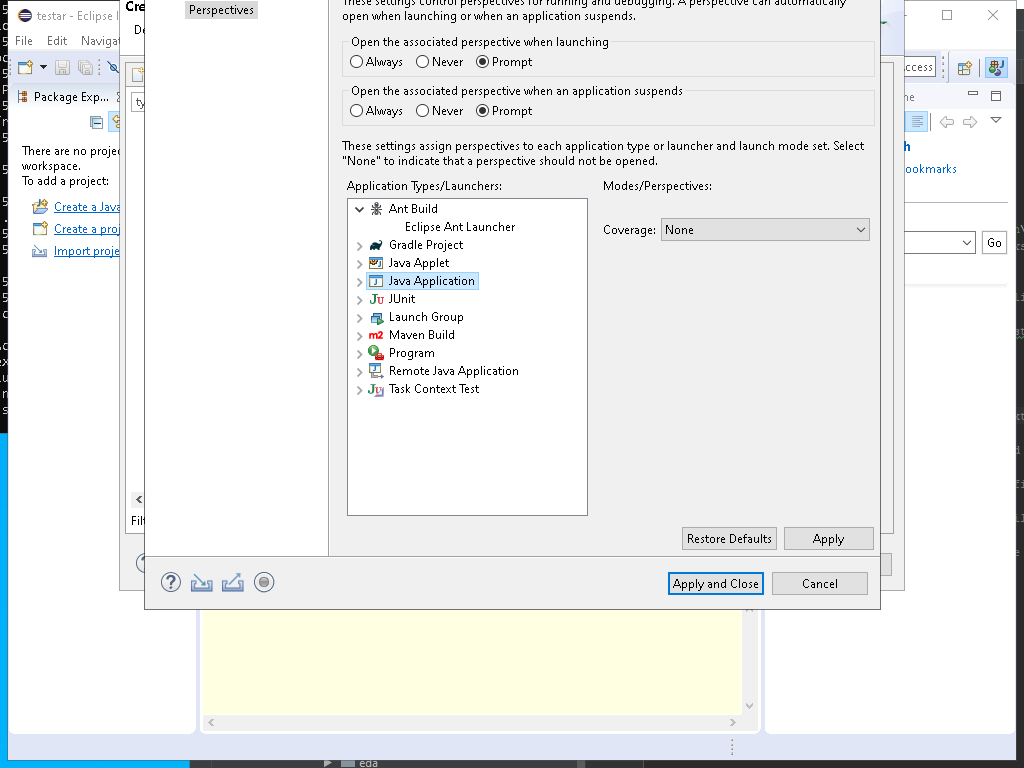 testar - Eclipse I
File Edit Navigat
Package Exp...
There are no proje
workspace.
To add a project:
Create a Java
Create a proj
Import proje
Cre
De
ty
Filt
Perspectives
These settings control perspectives for running and debugging. A perspective can automatically
open when launching or when an application suspends.
Open the associated perspective when launching
Always Never Prompt
Open the associated perspective when an application suspends
Always Never Prompt
These settings assign perspectives to each application type or launcher and launch mode set. Select
"None" to indicate that a perspective should not be opened.
Application Types/Launchers:
Ant Build
Eclipse Ant Launcher
Gradle Project
Java Applet
Java Application
JUnit
Launch Group
Maven Build
Program
Remote Java Application
Task Context Test
Modes/Perspectives:
Coverage: None
Restore Defaults Apply
Apply and Close Cancel
ccess
ne
h
ookmarks
Go
eda